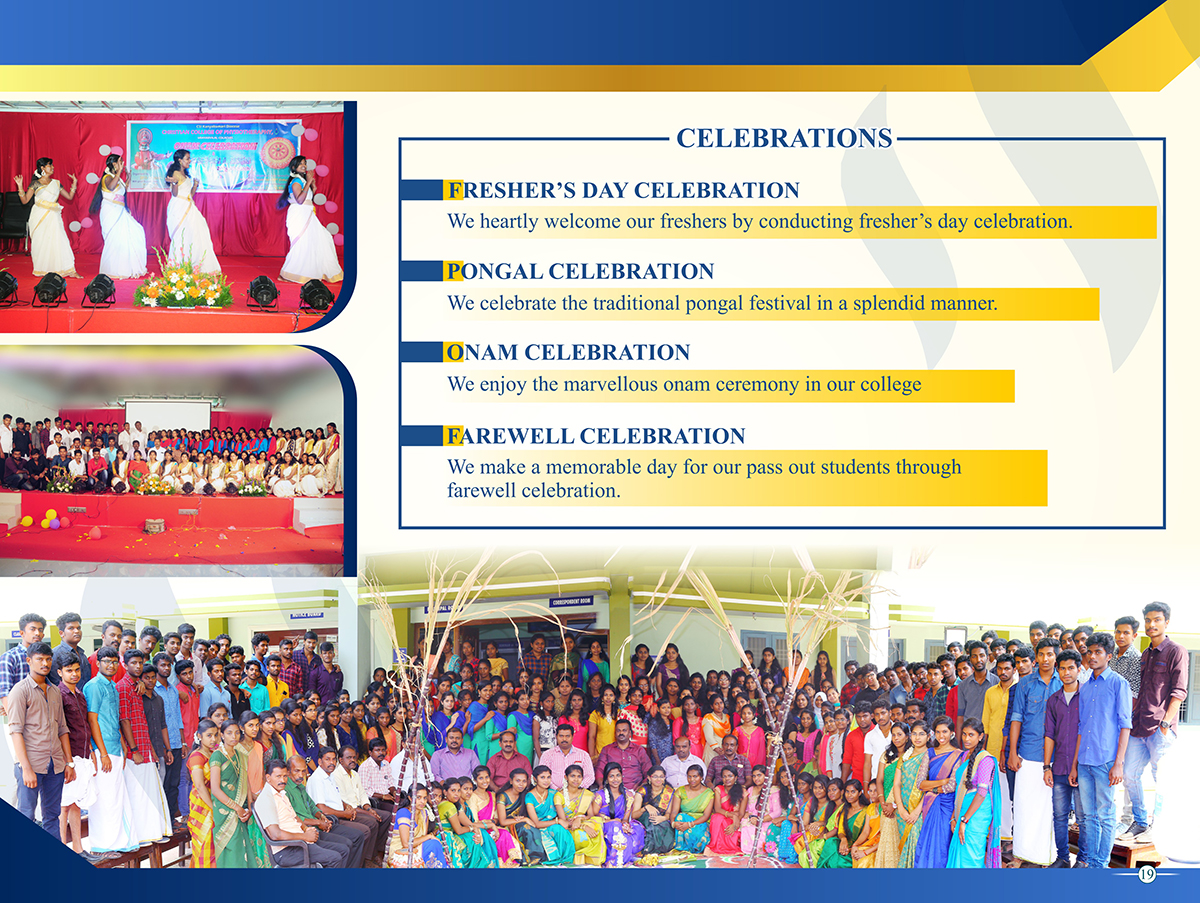 CELEBRATIONS
FRESHER’S DAY CELEBRATION
We heartly welcome our freshers by conducting fresher’s day celebration.
PONGAL CELEBRATION
We celebrate the traditional pongal festival in a splendid manner.
ONAM CELEBRATION
We enjoy the marvellous onam ceremony in our college
FAREWELL CELEBRATION
We make a memorable day for our pass out students through
farewell celebration.
CORRESPONDENT ROOM
NOTICE BOARD
19